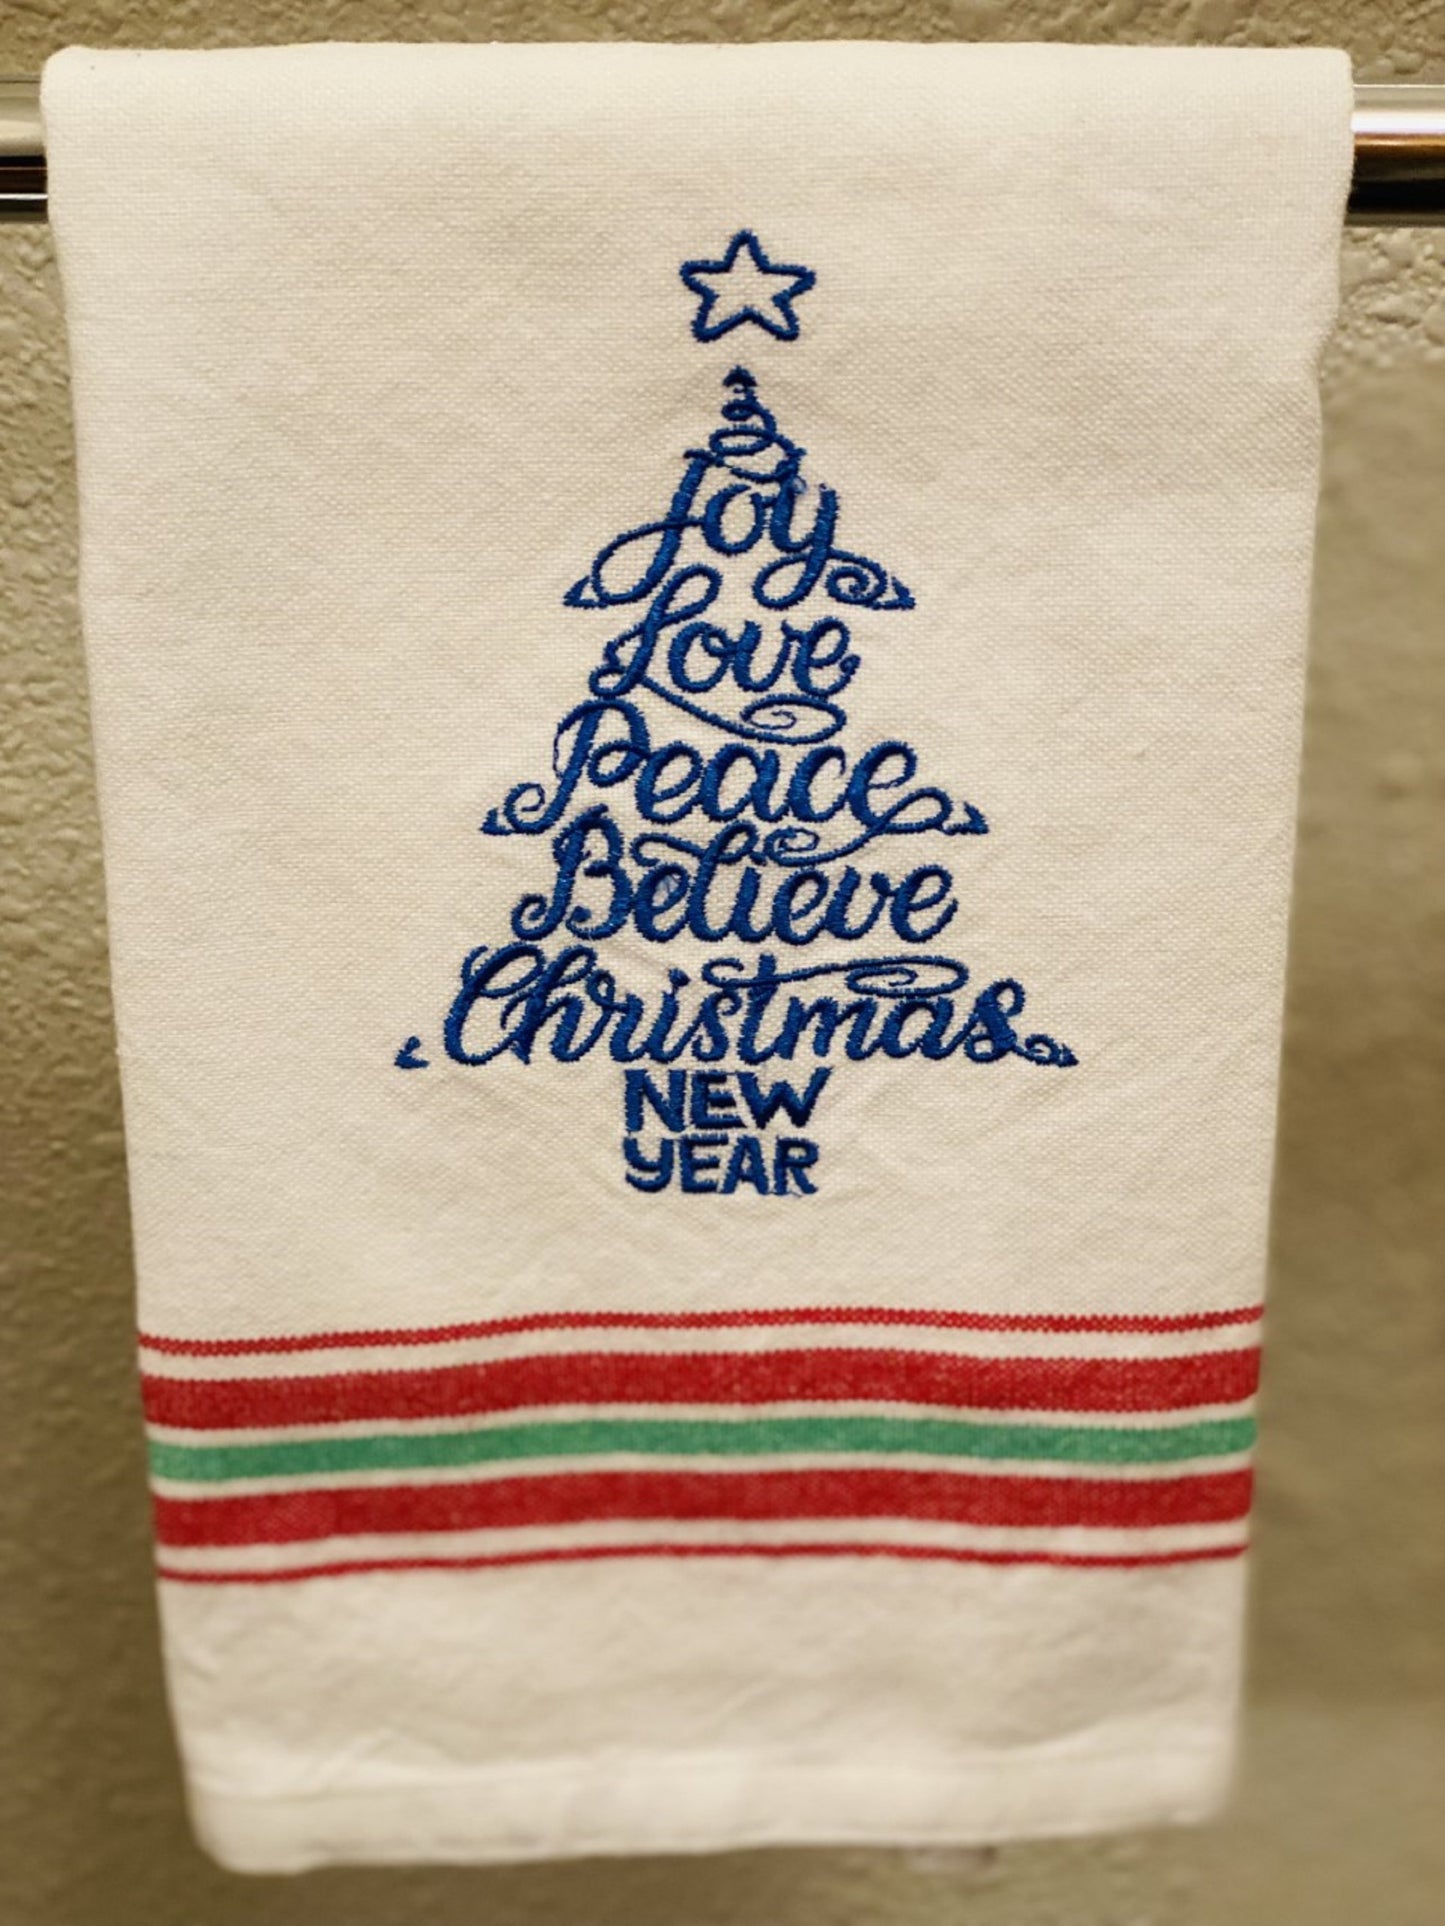 Joy
Love
Peace
Believe
Christmas
NEW
YEAR